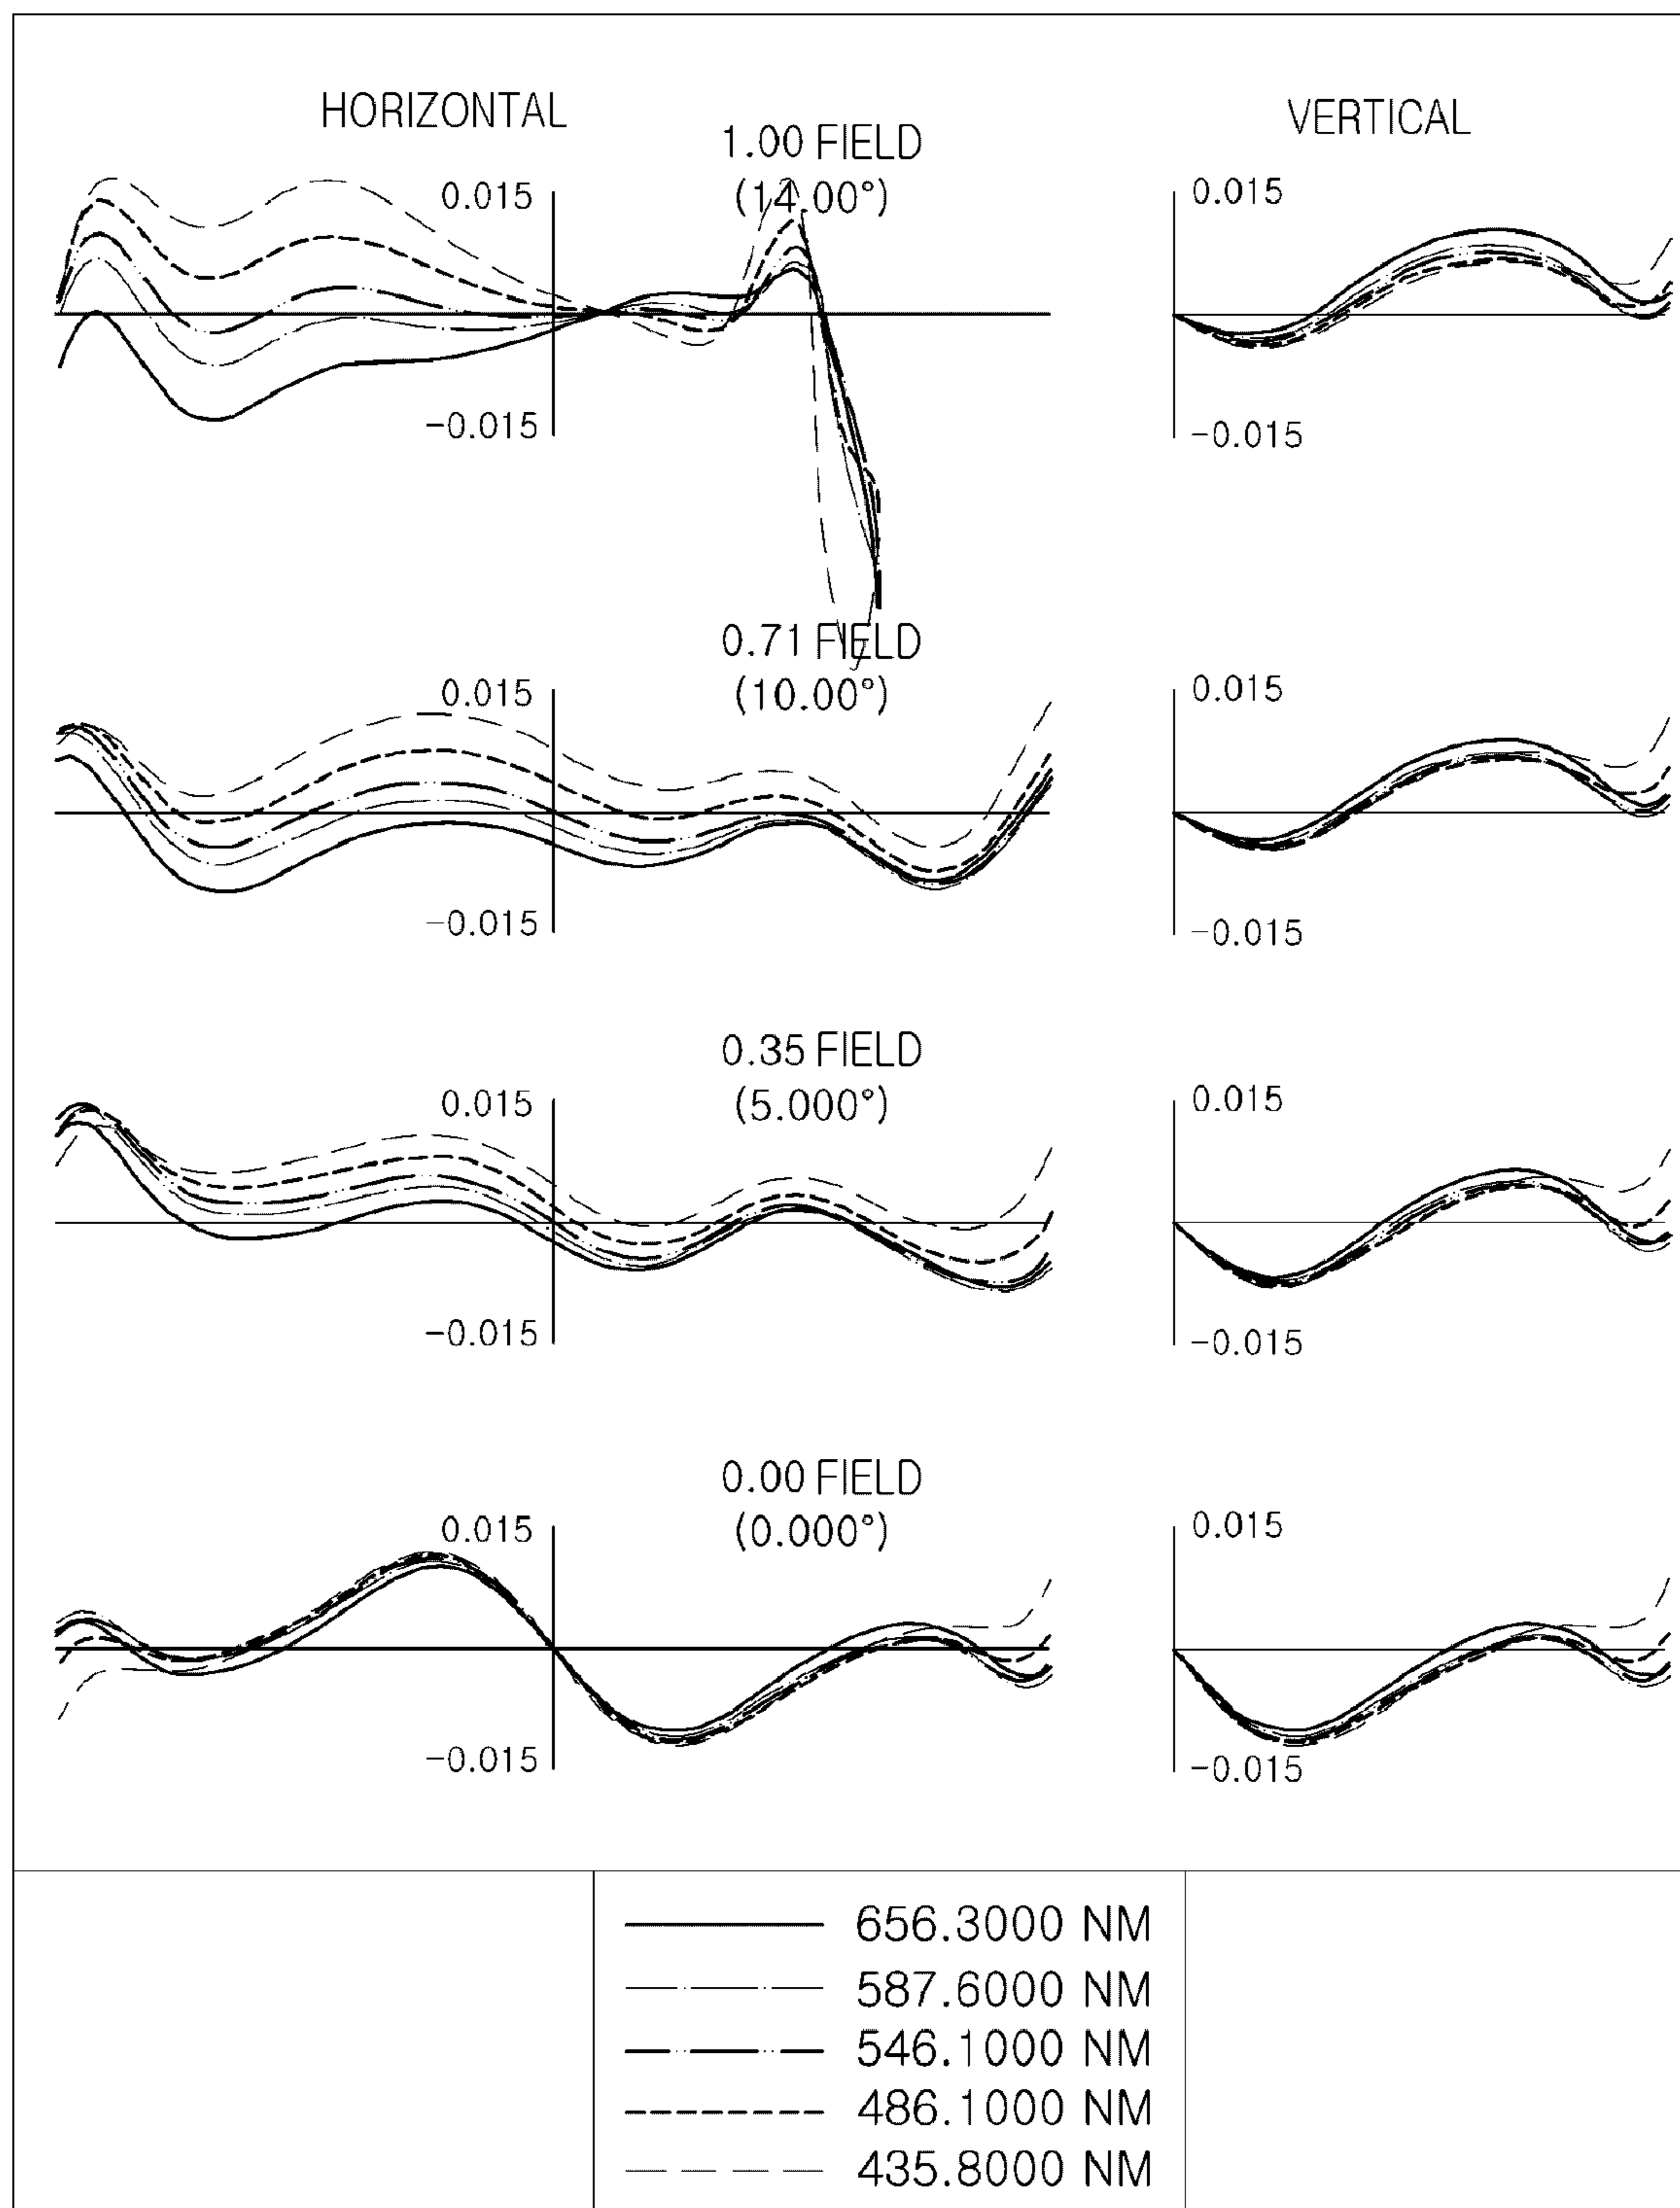 HORIZONTAL
VERTICAL
1.00 FIELD
(14.00°)
0.015
-0.015
0.015
-0.015
0.71 FIELD
(10.00°)
0.015
-0.015
0.015
-0.015
0.35 FIELD
(5.000°)
0.015
-0.015
0.015
-0.015
0.00 FIELD
(0.000°)
0.015
-0.015
0.015
-0.015
656.3000 NM
587.6000 NM
546.1000 NM
486.1000 NM
435.8000 NM